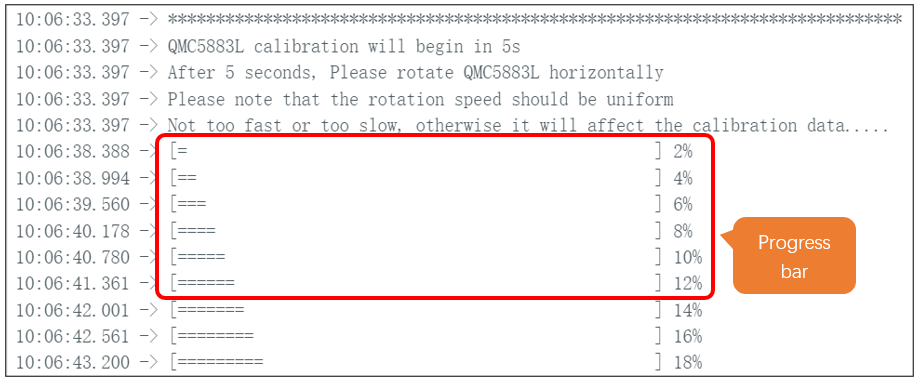 10:06:33.397 -> *****************************************************************************
10:06:33.397 -> QMC5883L calibration will begin in 5s
10:06:33.397 -> After 5 seconds, Please rotate QMC5883L horizontally
10:06:33.397 -> Please note that the rotation speed should be uniform
10:06:33.397 -> Not too fast or too slow, otherwise it will affect the calibration data.....
10:06:38.388 -> [=                                                 ] 2%
10:06:38.994 -> [==                                                ] 4%
10:06:39.560 -> [===                                               ] 6%
10:06:40.178 -> [====                                              ] 8%
10:06:40.780 -> [=====                                             ] 10%
10:06:41.361 -> [======                                            ] 12%
10:06:42.001 -> [=======                                           ] 14%
10:06:42.561 -> [========                                          ] 16%
10:06:43.200 -> [=========                                         ] 18%
Progress
bar